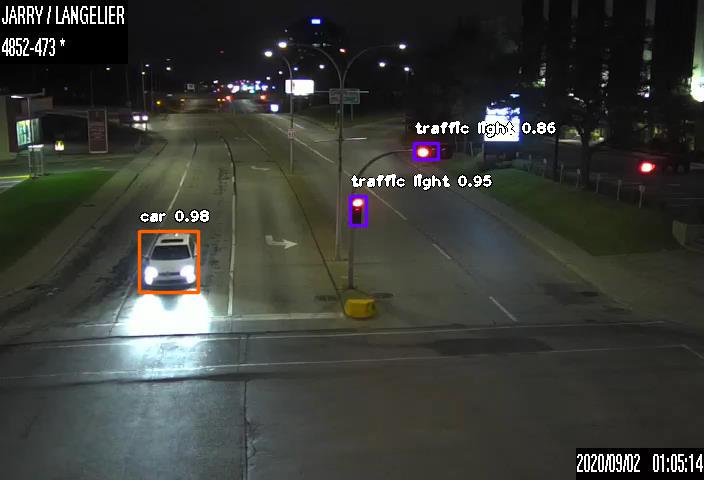 JARRY / LANGELIER
4852-473 *
traffic light 0.86
traffic light 0.95
car 0.98
2020/09/02 01:05:14